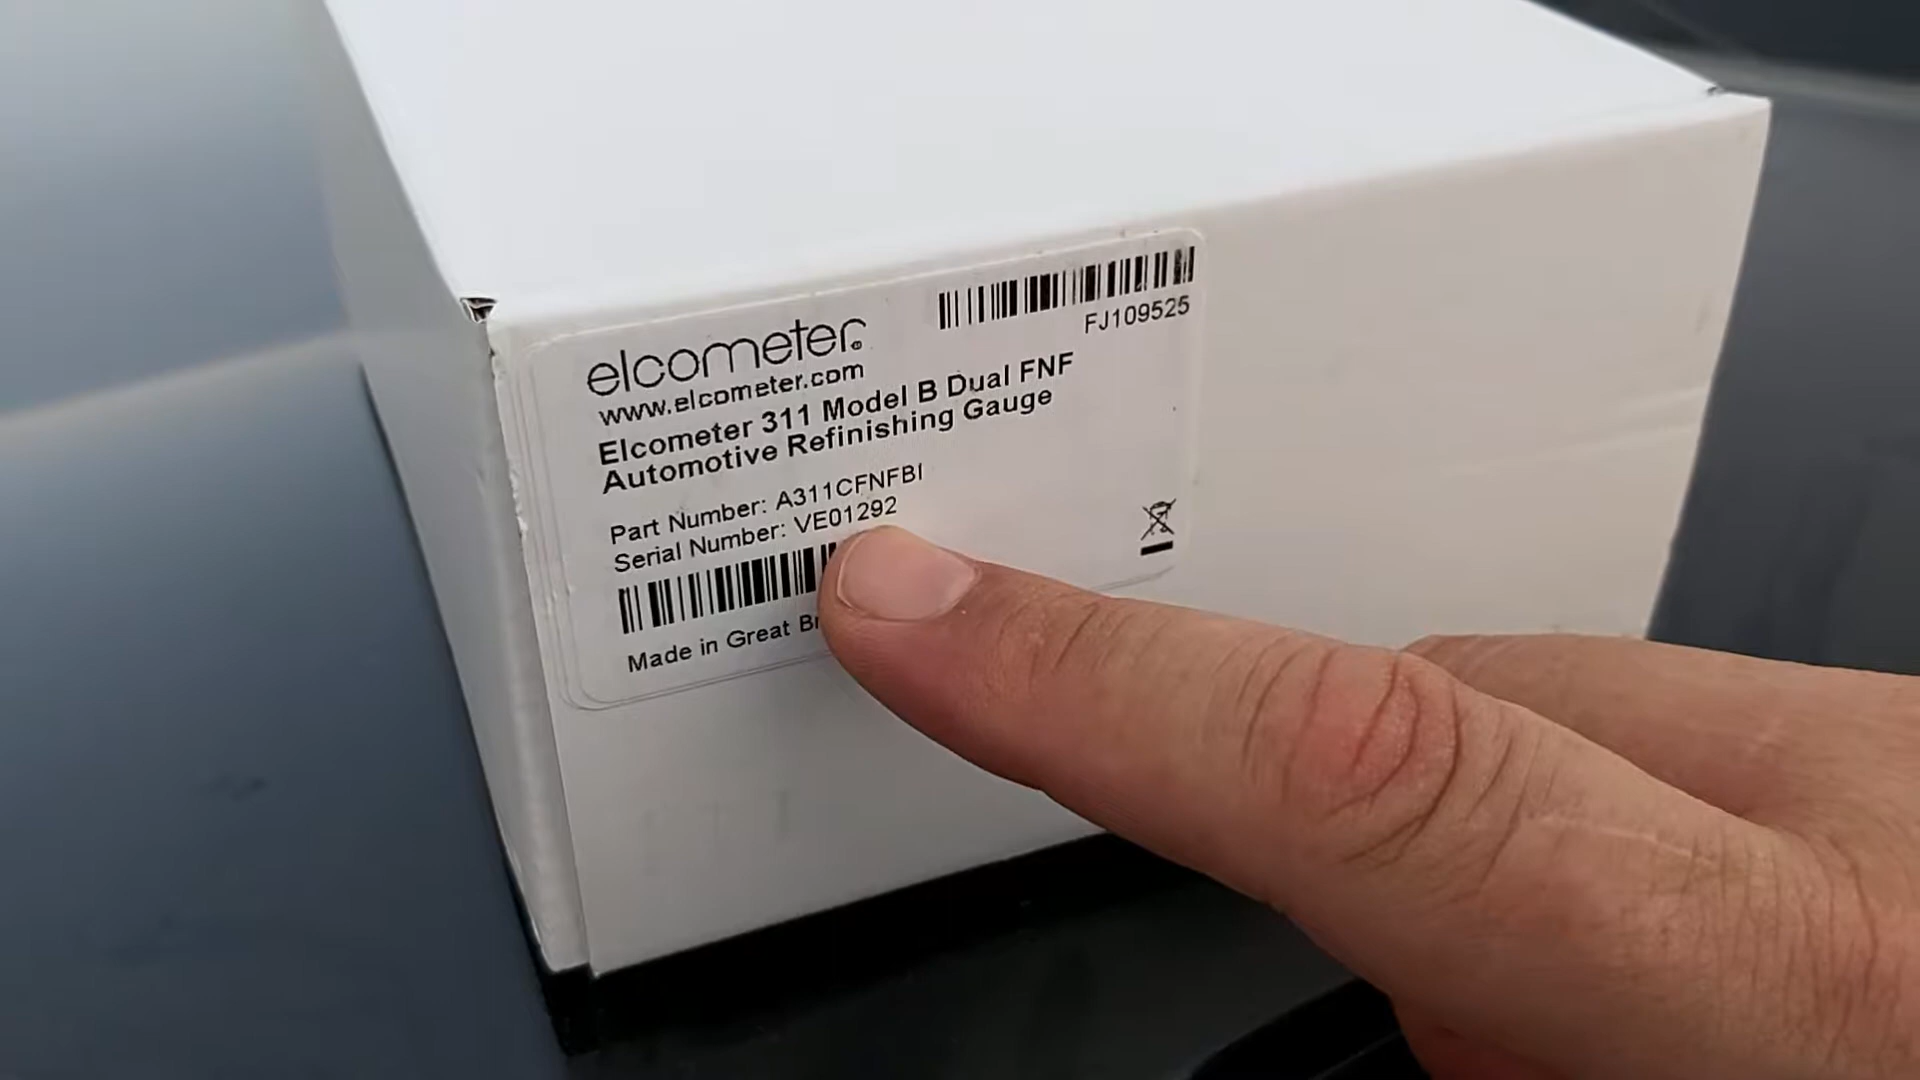 elcometer
www.elcometer.com
FJ109525
Elcometer 311 Model B Dual FNF
Automotive Refinishing Gauge
Part Number: A311CFNFBI
Serial Number: VE01292
Made in Great